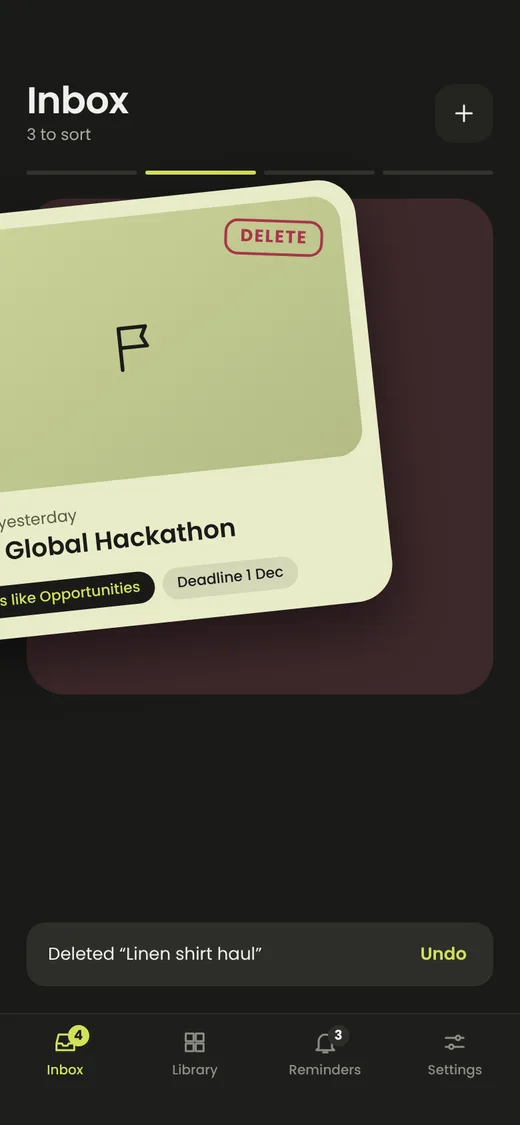 Inbox
3 to sort
DELETE
yesterday
Global Hackathon
s like Opportunities
Deadline 1 Dec
Deleted “Linen shirt haul”
Undo
4
3
Inbox
Library
Reminders
Settings